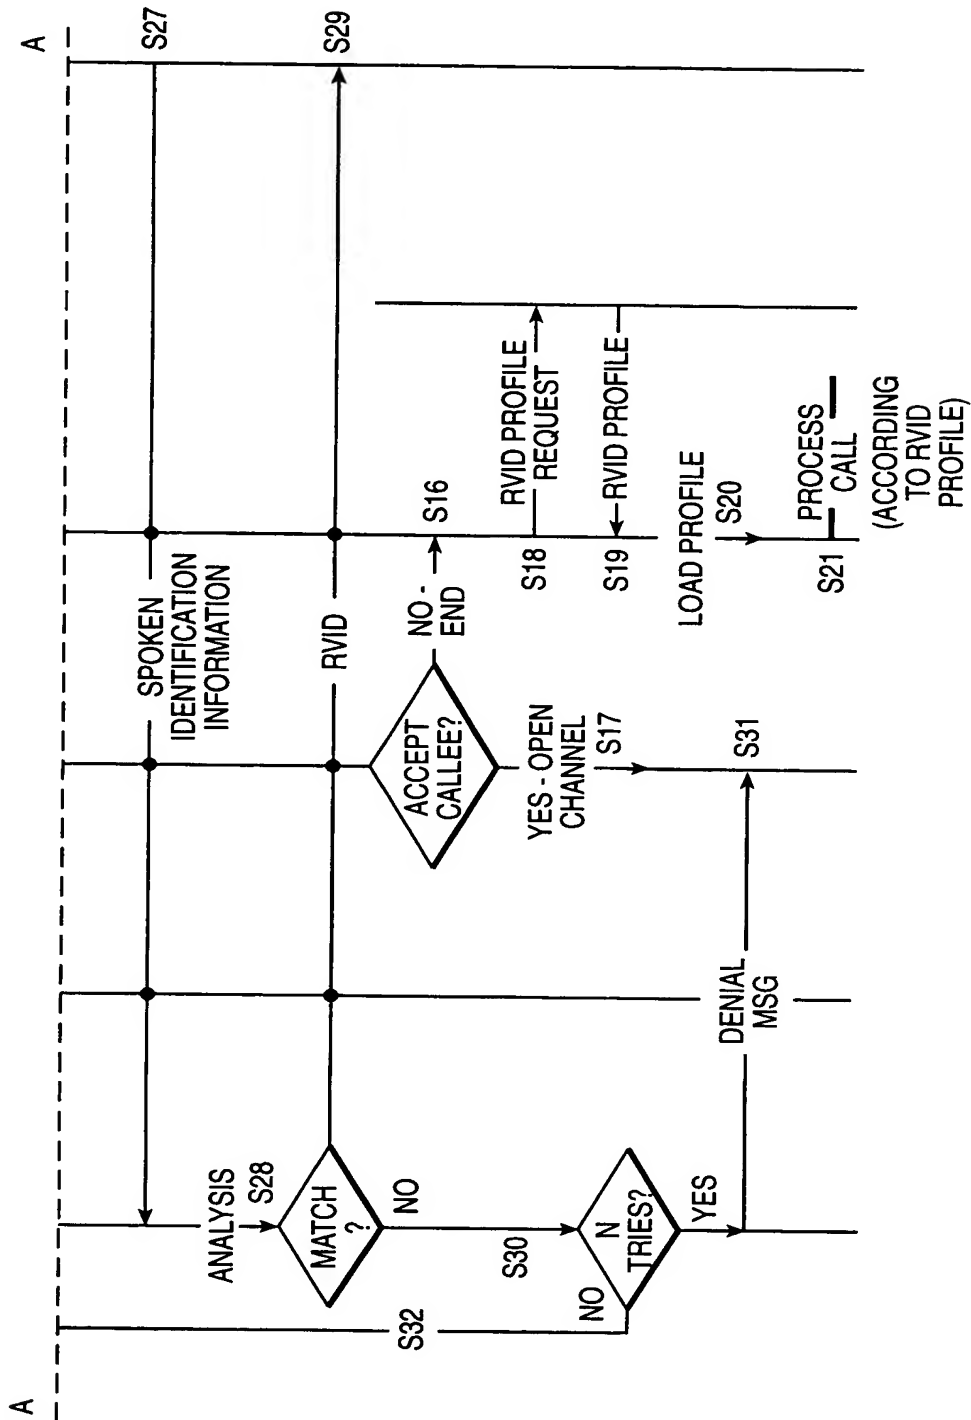 A
A
S27
SPOKEN
IDENTIFICATION
INFORMATION
S29
RVID
ANALYSIS
S28
MATCH
?
NO
S32
ACCEPT
CALLEE?
NO -
END
S16
YES - OPEN
CHANNEL
S17
S30
N
TRIES?
NO
YES
S18
RVID PROFILE
REQUEST
S19
RVID PROFILE
LOAD PROFILE
S20
DENIAL
MSG
S31
S21
PROCESS
CALL
(ACCORDING
TO RVID
PROFILE)